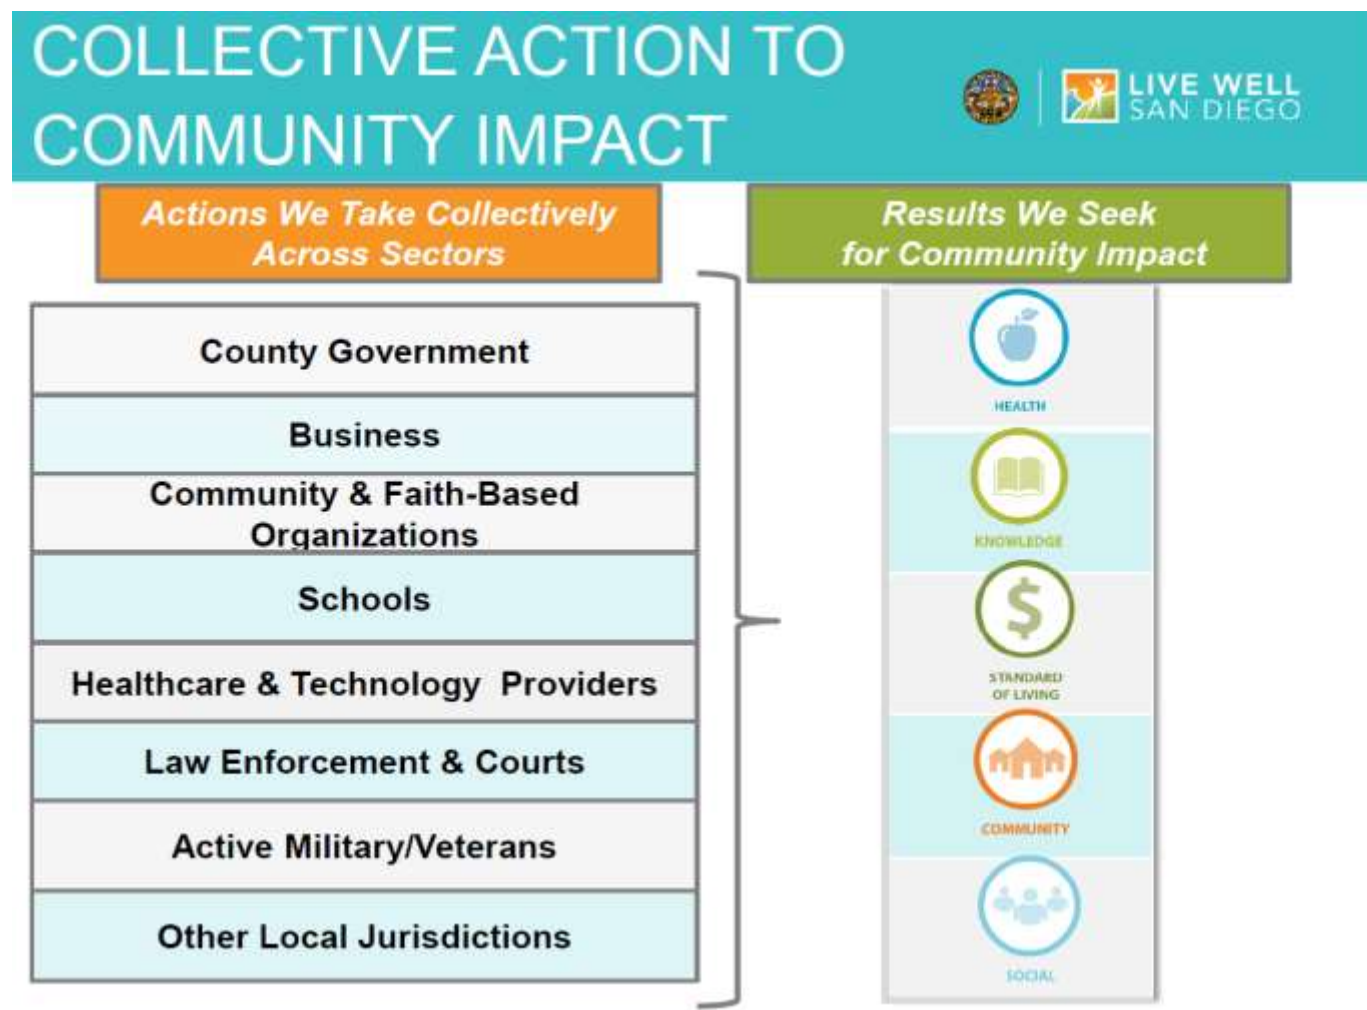 COLLECTIVE ACTION TO
COMMUNITY IMPACT
LIVE WELL
SAN DIEGO
Actions We Take Collectively
Across Sectors
Results We Seek
for Community Impact
County Government
Business
Community & Faith-Based
Organizations
Schools
Healthcare & Technology Providers
Law Enforcement & Courts
Active Military/Veterans
Other Local Jurisdictions
HEALTH
KNOWLEDGE
$
STANDARD
OF LIVING
COMMUNITY
SOCIAL